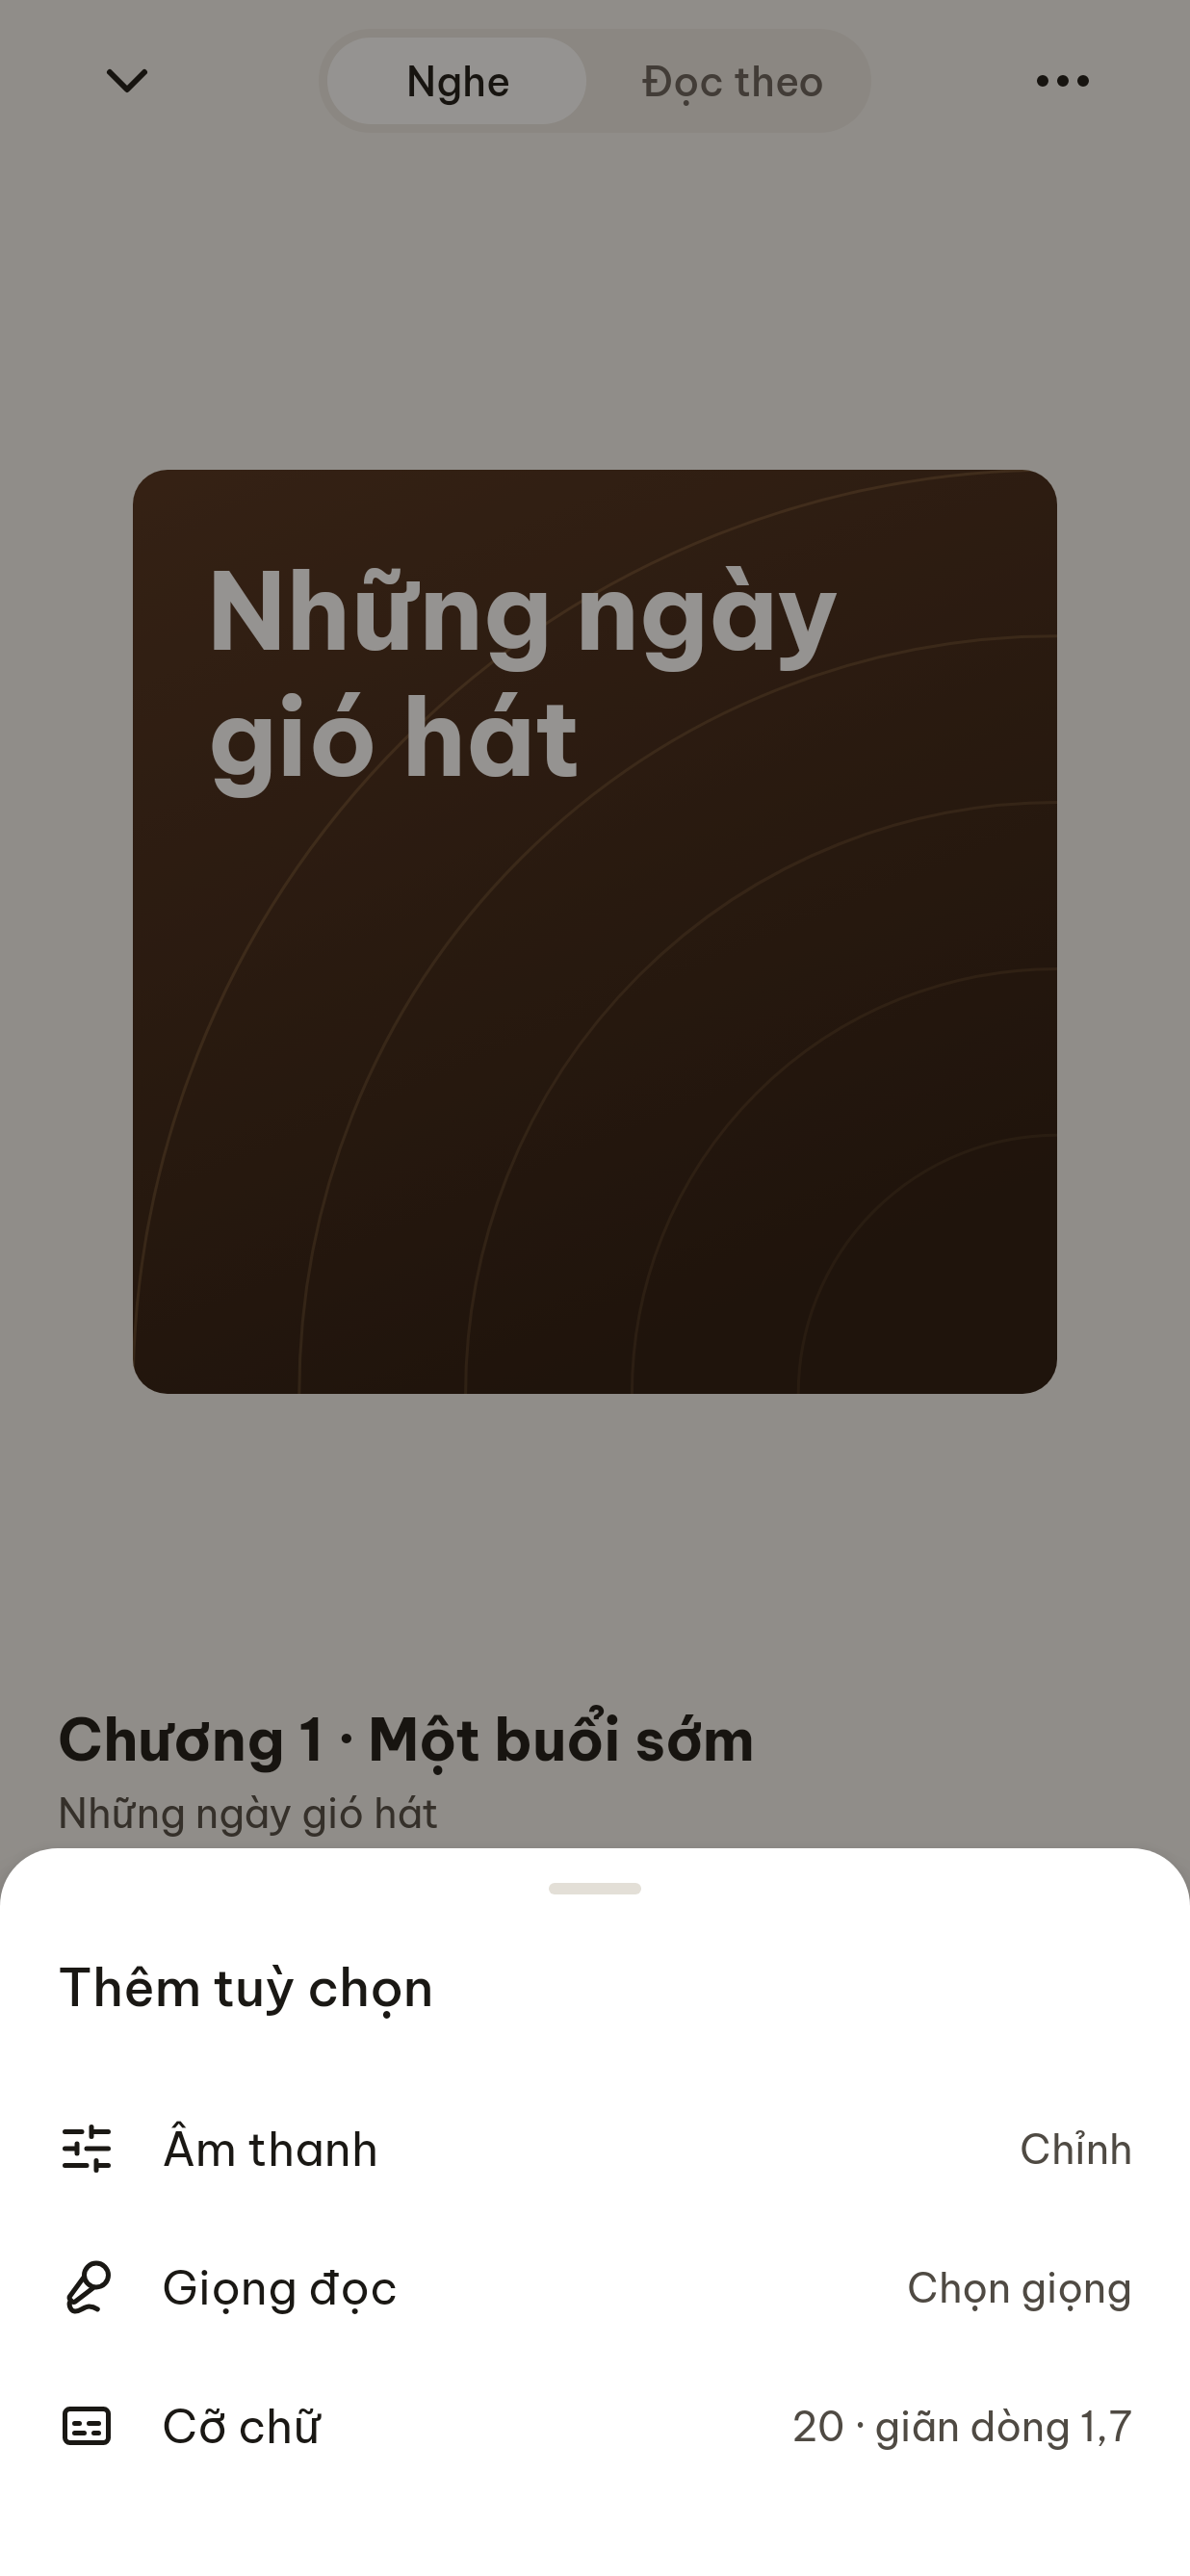 Nghe
Đọc theo
Những ngày
gió hát
Chương 1 · Một buổi sớm
Những ngày gió hát
Thêm tuỳ chọn
Âm thanh
Chỉnh
Giọng đọc
Chọn giọng
Cỡ chữ
20 · giãn dòng 1,7